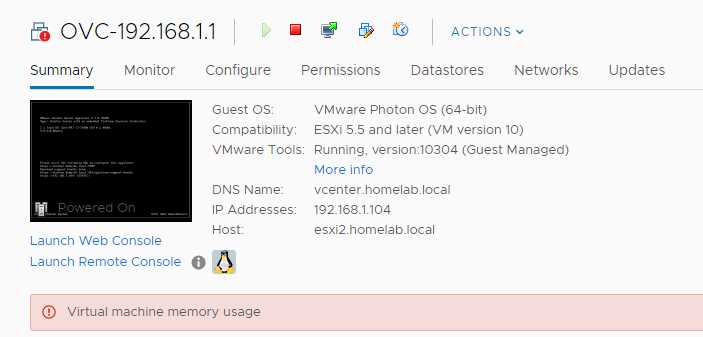 OVC-192.168.1.1
ACTIONS
Summary Monitor Configure Permissions Datastores Networks Updates
Guest OS: VMware Photon OS (64-bit)
Compatibility: ESXi 5.5 and later (VM version 10)
VMware Tools: Running, version:10304 (Guest Managed)
More info
DNS Name: vcenter.homelab.local
IP Addresses: 192.168.1.104
Host: esxi2.homelab.local
Powered On
Launch Web Console
Launch Remote Console
Virtual machine memory usage